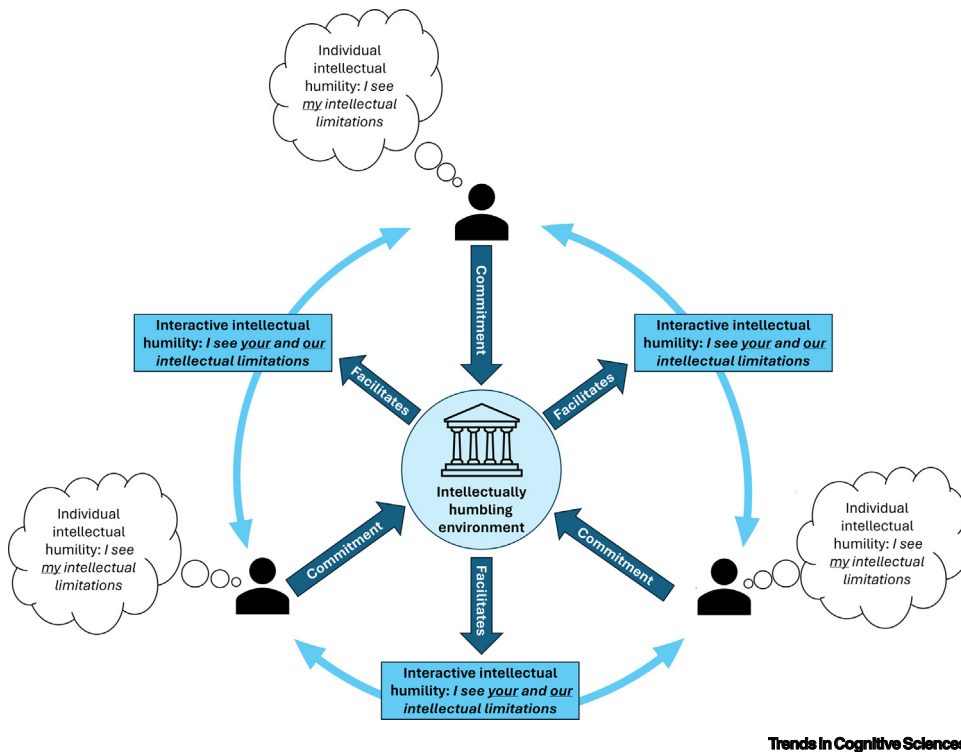 Individual
intellectual
humility: I see
my intellectual
limitations
Commitment
Interactive intellectual
humility: I see your and our
intellectual limitations
Interactive intellectual
humility: I see your and our
intellectual limitations
Facilitates
Facilitates
Intellectually
humbling
environment
Individual
intellectual
humility: I see
my intellectual
limitations
Individual
intellectual
humility: I see
my intellectual
limitations
Commitment
Commitment
Facilitates
Interactive intellectual
humility: I see your and our
intellectual limitations
Trends in Cognitive Sciences